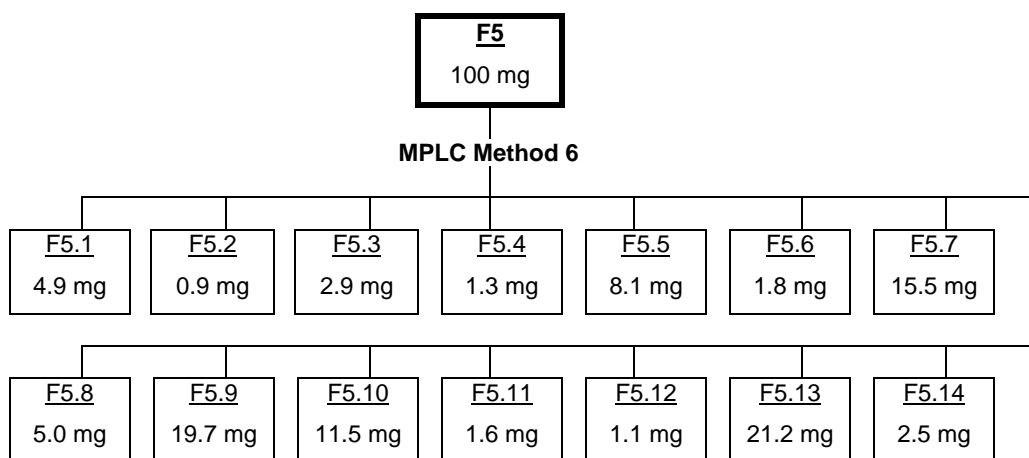 F5
100 mg
MPLC Method 6
F5.1 F5.2 F5.3 F5.4 F5.5 F5.6 F5.7
4.9 mg 0.9 mg 2.9 mg 1.3 mg 8.1 mg 1.8 mg 15.5 mg
F5.8 F5.9 F5.10 F5.11 F5.12 F5.13 F5.14
5.0 mg 19.7 mg 11.5 mg 1.6 mg 1.1 mg 21.2 mg 2.5 mg